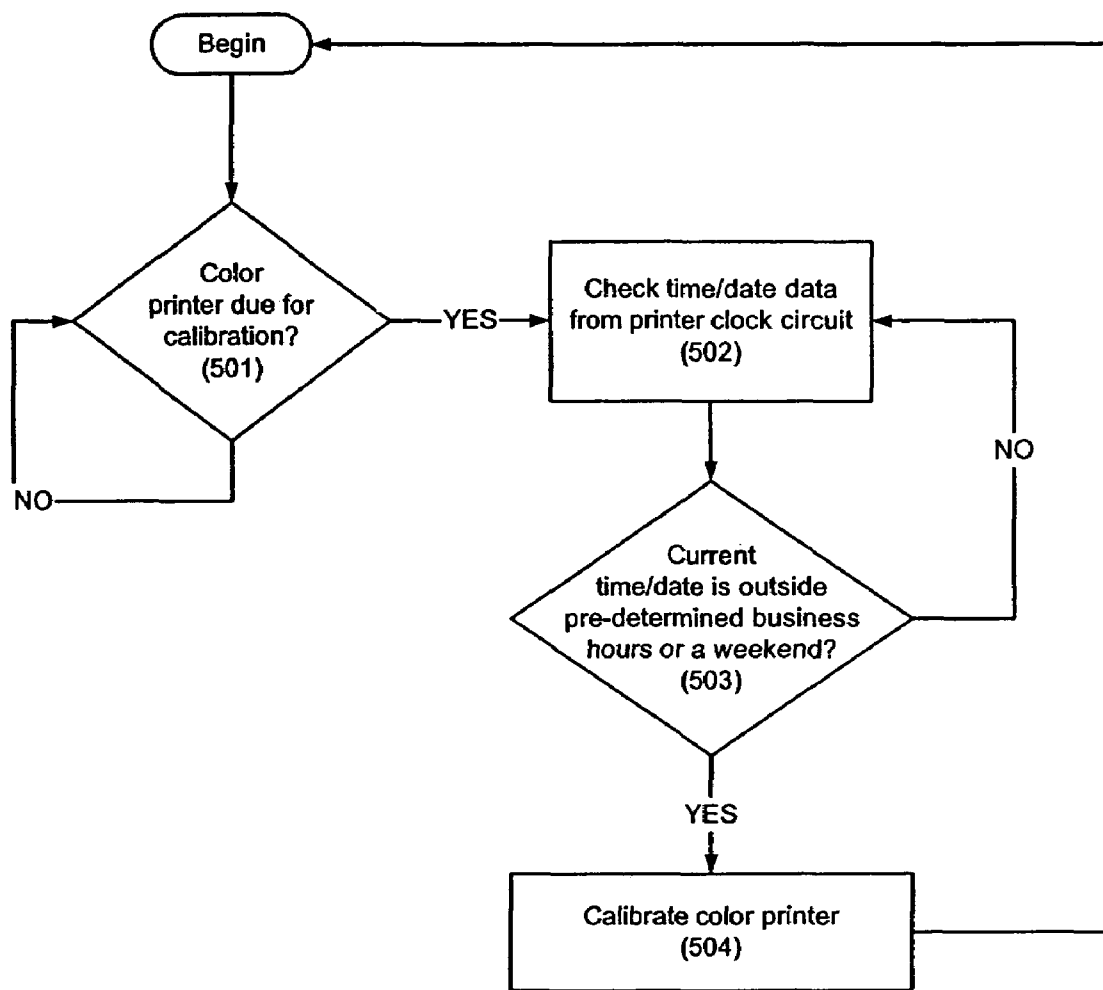 Begin
Color
printer due for
calibration?
(501)
NO
YES
Check time/date data
from printer clock circuit
(502)
NO
Current
time/date is outside
pre-determined business
hours or a weekend?
(503)
YES
Calibrate color printer
(504)